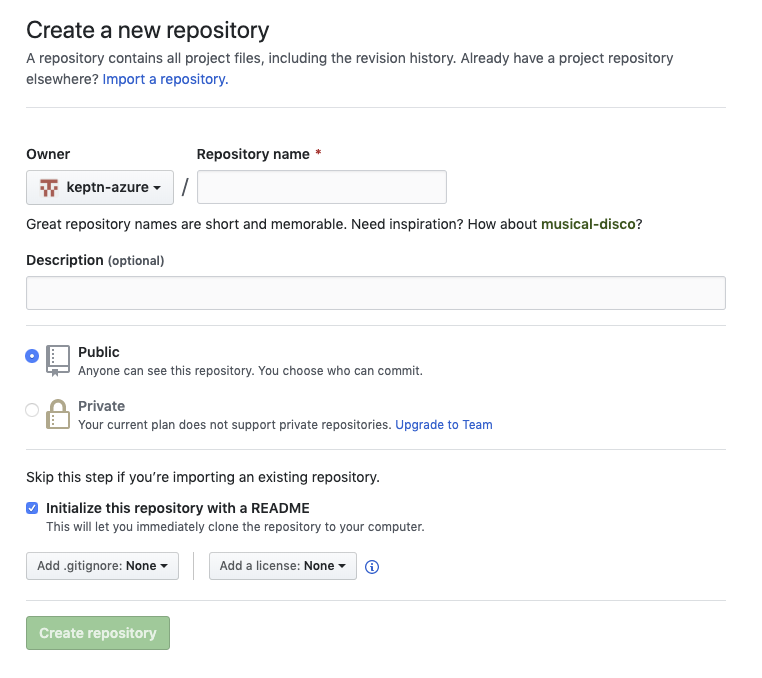 Create a new repository
A repository contains all project files, including the revision history. Already have a project repository
elsewhere? Import a repository.
Owner
Repository name *
keptn-azure
/
Great repository names are short and memorable. Need inspiration? How about musical-disco?
Description (optional)
Public
Anyone can see this repository. You choose who can commit.
Private
Your current plan does not support private repositories. Upgrade to Team
Skip this step if you’re importing an existing repository.
Initialize this repository with a README
This will let you immediately clone the repository to your computer.
Add .gitignore: None
Add a license: None
Create repository